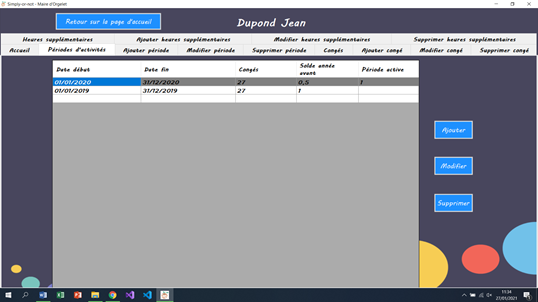 Simply-or-not - Mairie d'Orgelet
Retour sur la page d'accueil
Dupond Jean
Heures supplémentaires Ajouter heures supplémentaires Modifier heures supplémentaires Supprimer heures supplémentaires
Accueil Périodes d'activités Ajouter période Modifier période Supprimer période Congés Ajouter congé Modifier congé Supprimer congé
Date début Date fin Congés Solde année avant Période active
01/01/2020 31/12/2020 27 0,5 1
01/01/2019 31/12/2019 27 1
Ajouter
Modifier
Supprimer
11:34
27/01/2021